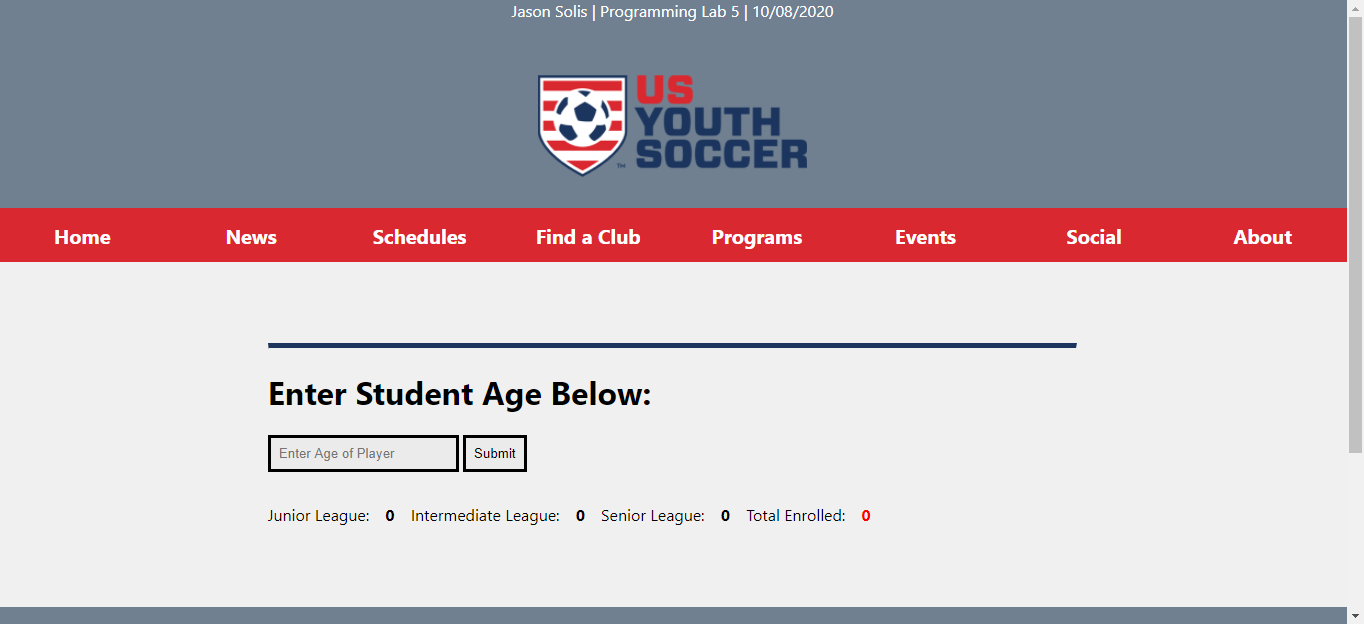 Jason Solis | Programming Lab 5 | 10/08/2020
US
YOUTH
SOCCER
™
Home News Schedules Find a Club Programs Events Social About
Enter Student Age Below:
Enter Age of Player Submit
Junior League: 0 Intermediate League: 0 Senior League: 0 Total Enrolled: 0